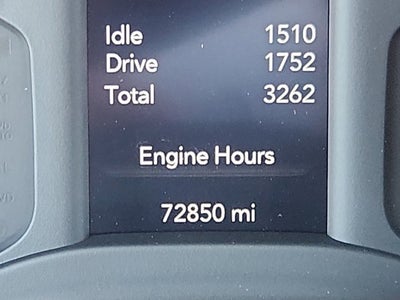 Idle 1510
Drive 1752
Total 3262
Engine Hours
72850 mi